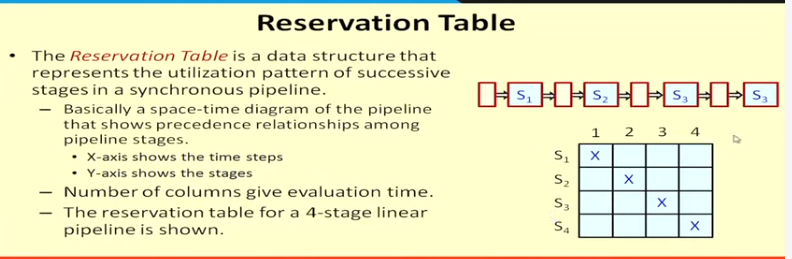 Reservation Table
• The Reservation Table is a data structure that
represents the utilization pattern of successive
stages in a synchronous pipeline.
– Basically a space-time diagram of the pipeline
that shows precedence relationships among
pipeline stages.
• X-axis shows the time steps
• Y-axis shows the stages
– Number of columns give evaluation time.
– The reservation table for a 4-stage linear
pipeline is shown.
S₁ S₂ S₃ S₃
1 2 3 4
S₁ X
S₂ X
S₃ X
S₄ X